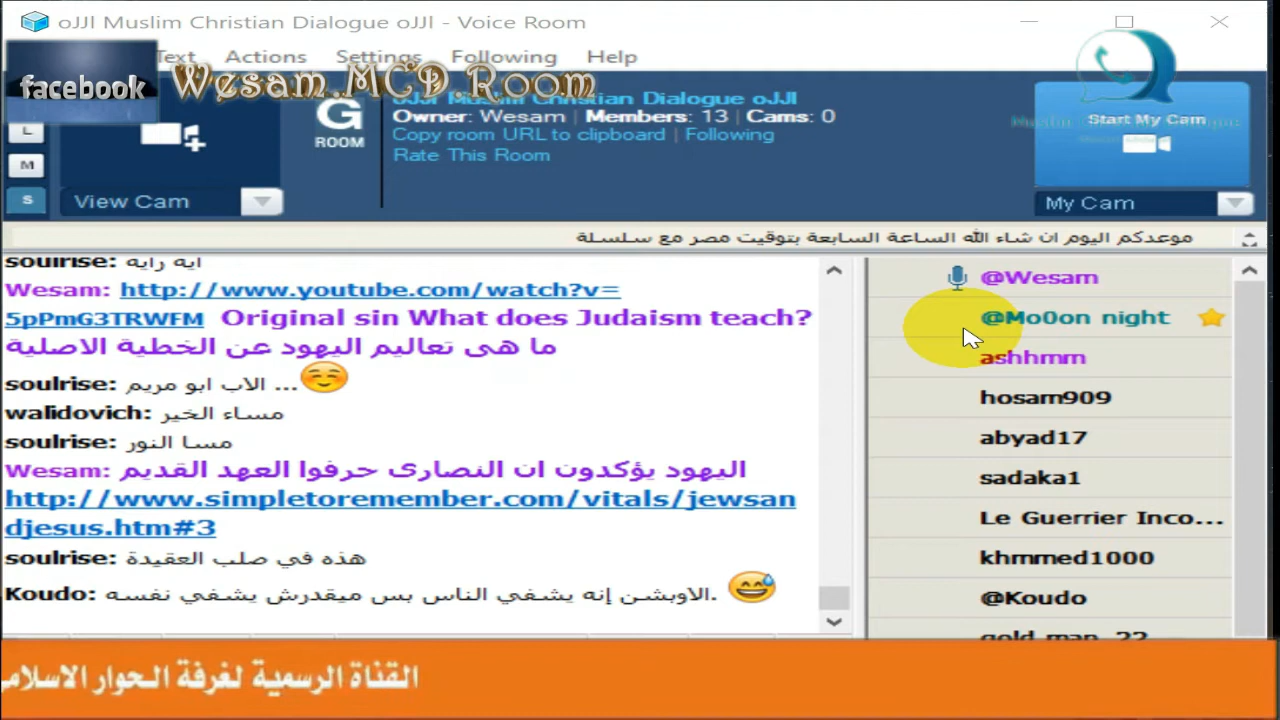 oJJl Muslim Christian Dialogue oJJl - Voice Room
facebook
Wesam.MCD.Room
Text Actions Settings Following Help
G
ROOM
oJJl Muslim Christian Dialogue oJJl
Owner: Wesam | Members: 13 | Cams: 0
Copy room URL to clipboard | Following
Rate This Room
L
M
S
View Cam
Start My Cam
My Cam
موعدكم اليوم ان شاء الله الساعة السابعة بتوقيت مصر مع سلسلة
soulrise: ايه رايه
Wesam: http://www.youtube.com/watch?v=
5pPmG3TRWFM Original sin What does Judaism teach?
ما هى تعاليم اليهود عن الخطية الاصلية
soulrise: الاب ابو مريم ...
walidovich: مساء الخير
soulrise: مسا النور
Wesam: اليهود يؤكدون ان النصارى حرفوا العهد القديم
http://www.simpletoremember.com/vitals/jewsan
djesus.htm#3
soulrise: هذه في صلب العقيدة
Koudo: الاوبشن إنه يشفي الناس بس ميقدرش يشفي نفسه.
@Wesam
@Mo0on night
ashhmm
hosam909
abyad17
sadaka1
Le Guerrier Inco...
khmmed1000
@Koudo
gold_man_22
القناة الرسمية لغرفة الحوار الاسلامى